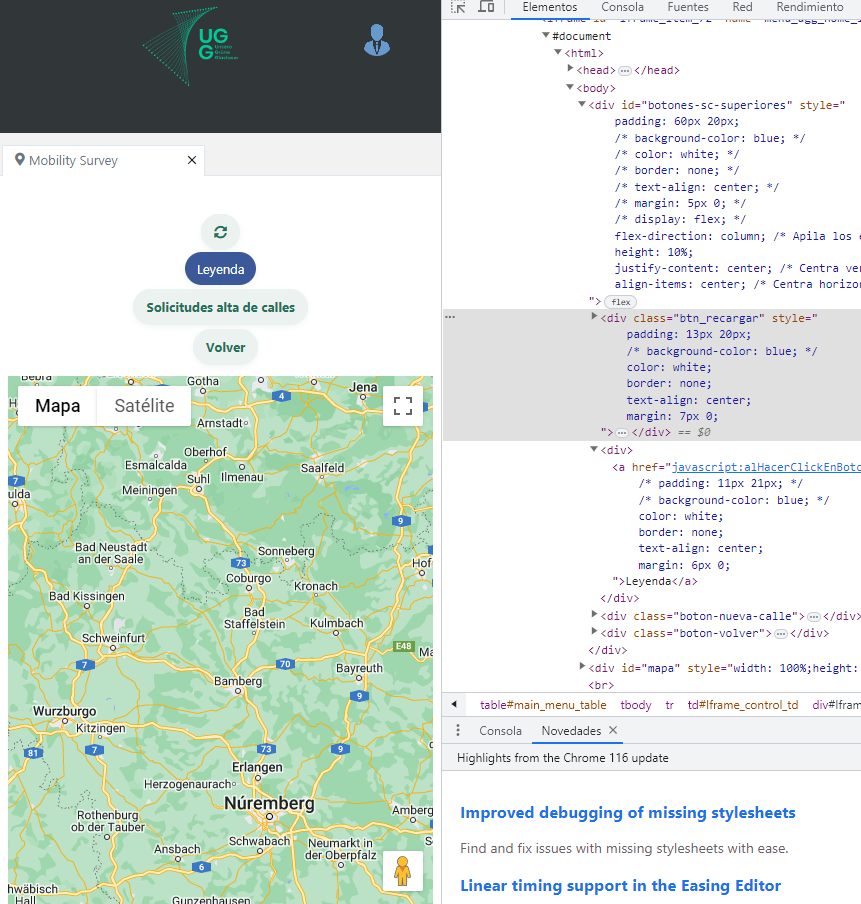 UG
G
Mobility Survey
Leyenda
Solicitudes alta de calles
Volver
Mapa
Satélite
Gotha
Jena
4
Arnstadt
Oberhof
Esmalcalda
Ilmenau
Saalfeld
Suhl
Meiningen
7
9
Bad Neustadt
an der Saale
Sonneberg
73
Coburgo
Kronach
Bad Kissingen
Bad
Staffelstein
Kulmbach
Schweinfurt
E48
7
70
Bayreuth
Bamberg
9
Wurzburgo
Kitzingen
81
7
73
9
Erlangen
Herzogenaurach
Núremberg
Rothenburg
ob der Tauber
Schwabach
Ansbach
Neumarkt in
der Oberpfalz
6
Gunzenhausen
Elementos
Consola
Fuentes
Red
Rendimiento
#document
<html>
<head> </head>
<body>
<div id="botones-sc-superiores" style="
padding: 60px 20px;
/* background-color: blue; */
/* color: white; */
/* border: none; */
/* text-align: center; */
/* margin: 5px 0; */
/* display: flex; */
flex-direction: column; /* Apila los
height: 10%;
justify-content: center; /* Centra
align-items: center; /* Centra
"> flex
<div class="btn_recargar" style="
padding: 13px 20px;
/* background-color: blue; */
color: white;
border: none;
text-align: center;
margin: 7px 0;
"> </div> == $0
<div>
<a href="javascript:alHacerClickEnBoto
/* padding: 11px 21px; */
/* background-color: blue; */
color: white;
border: none;
text-align: center;
margin: 6px 0;
">Leyenda</a>
</div>
<div class="boton-nueva-calle"> </div>
<div class="boton-volver"> </div>
</div>
<div id="mapa" style="width: 100%;height:
<br>
table#main_menu_table
tbody
tr
td#Iframe_control_td
Consola
Novedades
Highlights from the Chrome 116 update
Improved debugging of missing stylesheets
Find and fix issues with missing stylesheets with ease.
Linear timing support in the Easing Editor